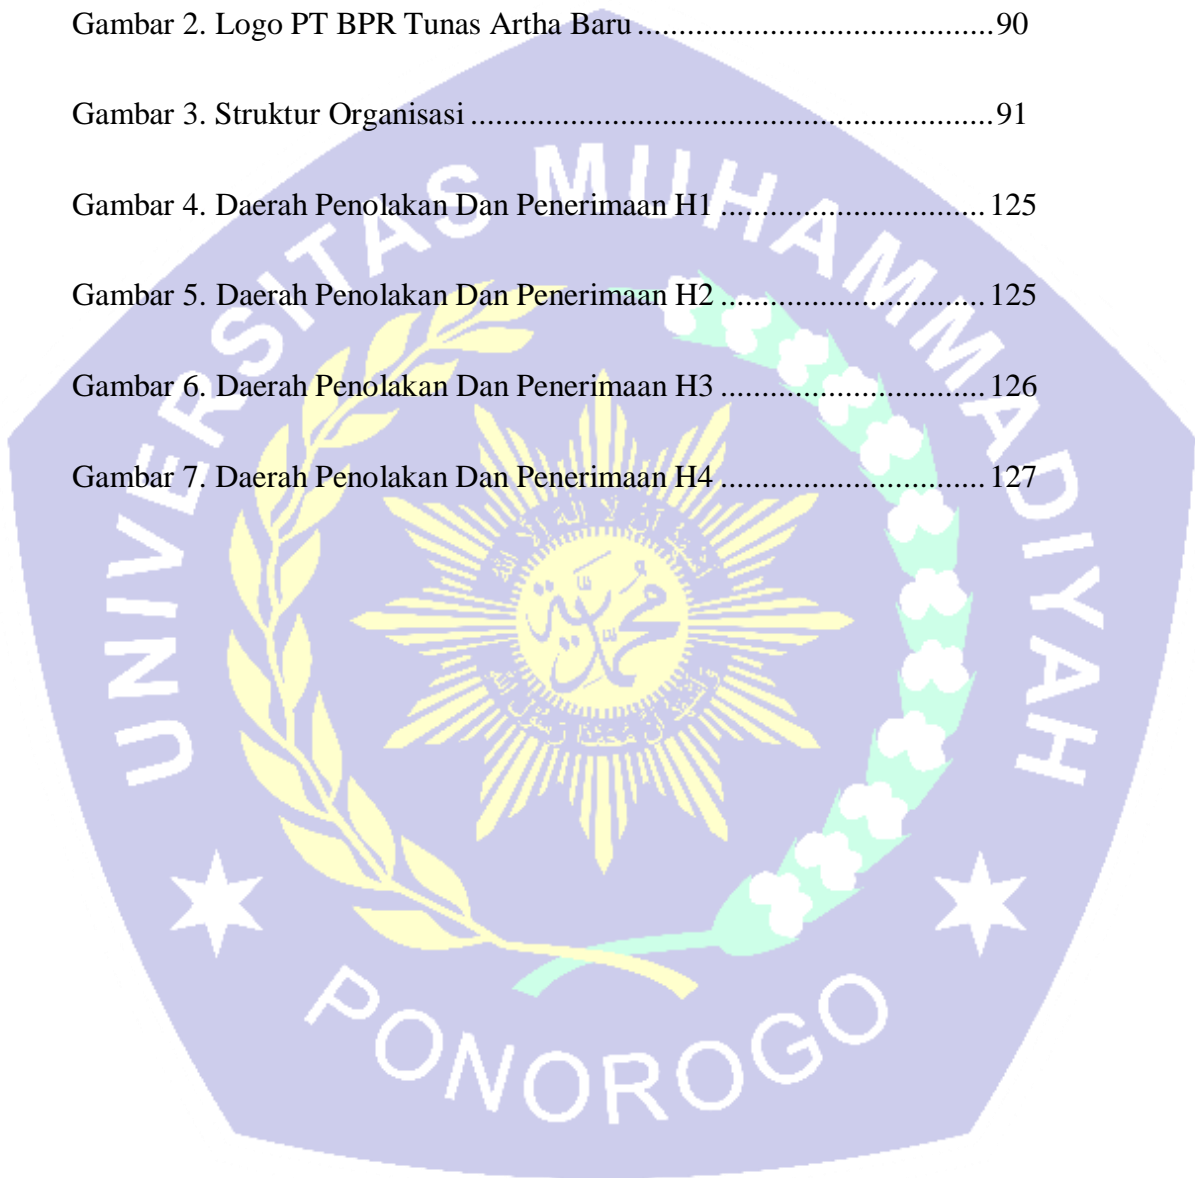 Gambar 2. Logo PT BPR Tunas Artha Baru ........................................... 90
Gambar 3. Struktur Organisasi ............................................................... 91
Gambar 4. Daerah Penolakan Dan Penerimaan H1 ................................ 125
Gambar 5. Daerah Penolakan Dan Penerimaan H2 ................................ 125
Gambar 6. Daerah Penolakan Dan Penerimaan H3 ................................ 126
Gambar 7. Daerah Penolakan Dan Penerimaan H4 ................................ 127
UNIVERSITAS MUHAMMADIYAH
محمدية
PONOROGO